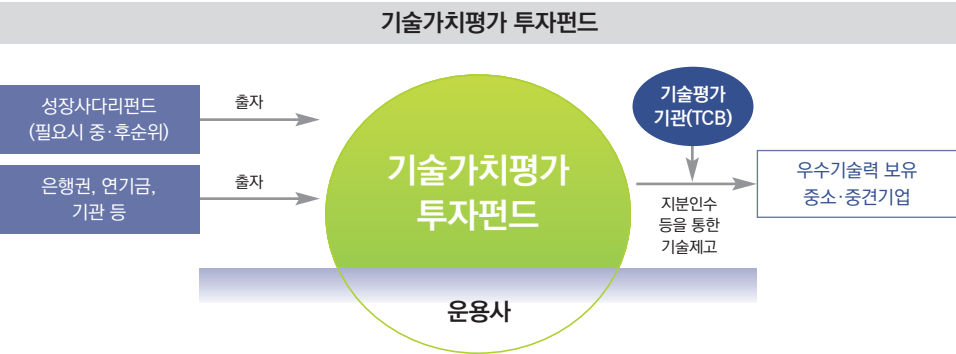 기술가치평가 투자펀드
성장사다리펀드
(필요시 중·후순위)
출자
은행권, 연기금,
기관 등
출자
기술가치평가
투자펀드
운용사
기술평가
기관(TCB)
지분인수
등을 통한
기술제고
우수기술력 보유
중소·중견기업